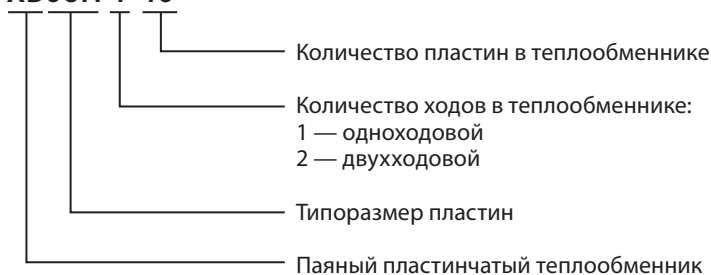 Количество пластин в теплообменнике
Количество ходов в теплообменнике:
1 — одноходовой
2 — двухходовой
Типоразмер пластин
Паяный пластинчатый теплообменник